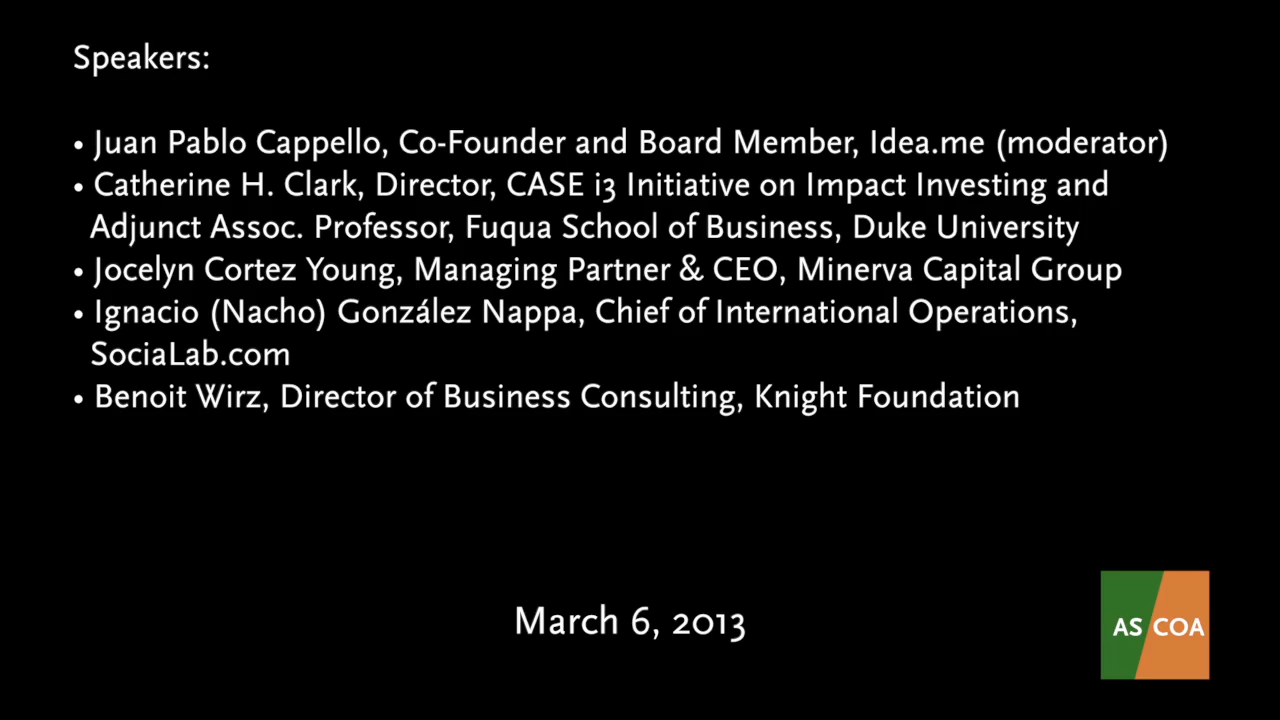 Speakers:
• Juan Pablo Cappello, Co-Founder and Board Member, Idea.me (moderator)
• Catherine H. Clark, Director, CASE i3 Initiative on Impact Investing and
Adjunct Assoc. Professor, Fuqua School of Business, Duke University
• Jocelyn Cortez Young, Managing Partner & CEO, Minerva Capital Group
• Ignacio (Nacho) González Nappa, Chief of International Operations,
SociaLab.com
• Benoit Wirz, Director of Business Consulting, Knight Foundation
March 6, 2013
AS COA